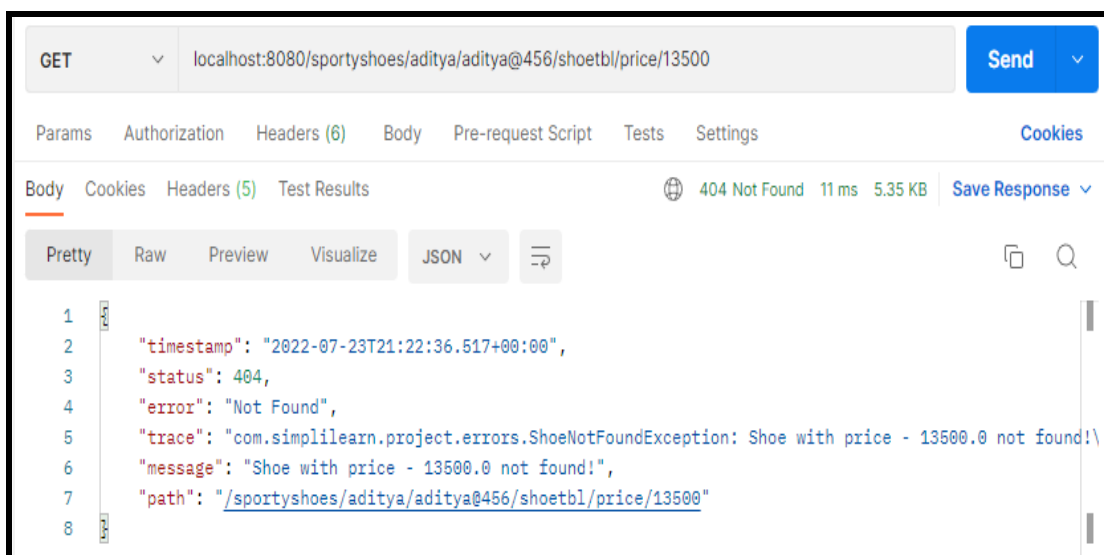 GET localhost:8080/sportyshoes/aditya/aditya@456/shoetbl/price/13500 Send
Params Authorization Headers (6) Body Pre-request Script Tests Settings Cookies
Body Cookies Headers (5) Test Results 404 Not Found 11 ms 5.35 KB Save Response
Pretty Raw Preview Visualize JSON
1 {
2 "timestamp": "2022-07-23T21:22:36.517+00:00",
3 "status": 404,
4 "error": "Not Found",
5 "trace": "com.simplilearn.project.errors.ShoeNotFoundException: Shoe with price - 13500.0 not found!\
6 "message": "Shoe with price - 13500.0 not found!",
7 "path": "/sportyshoes/aditya/aditya@456/shoetbl/price/13500"
8 }